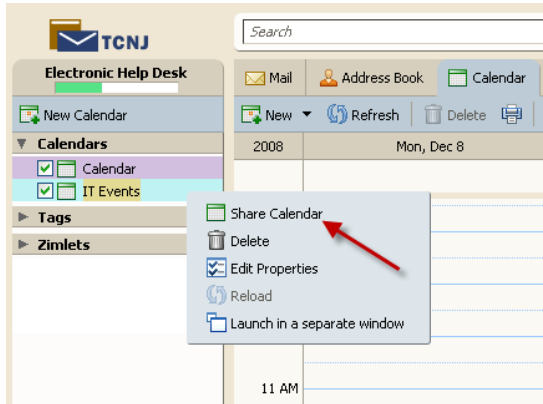 TCNJ
Search
Electronic Help Desk
Mail
Address Book
Calendar
New Calendar
New
Refresh
Delete
Calendars
2008
Mon, Dec 8
Calendar
IT Events
Tags
Zimlets
Share Calendar
Delete
Edit Properties
Reload
Launch in a separate window
11 AM